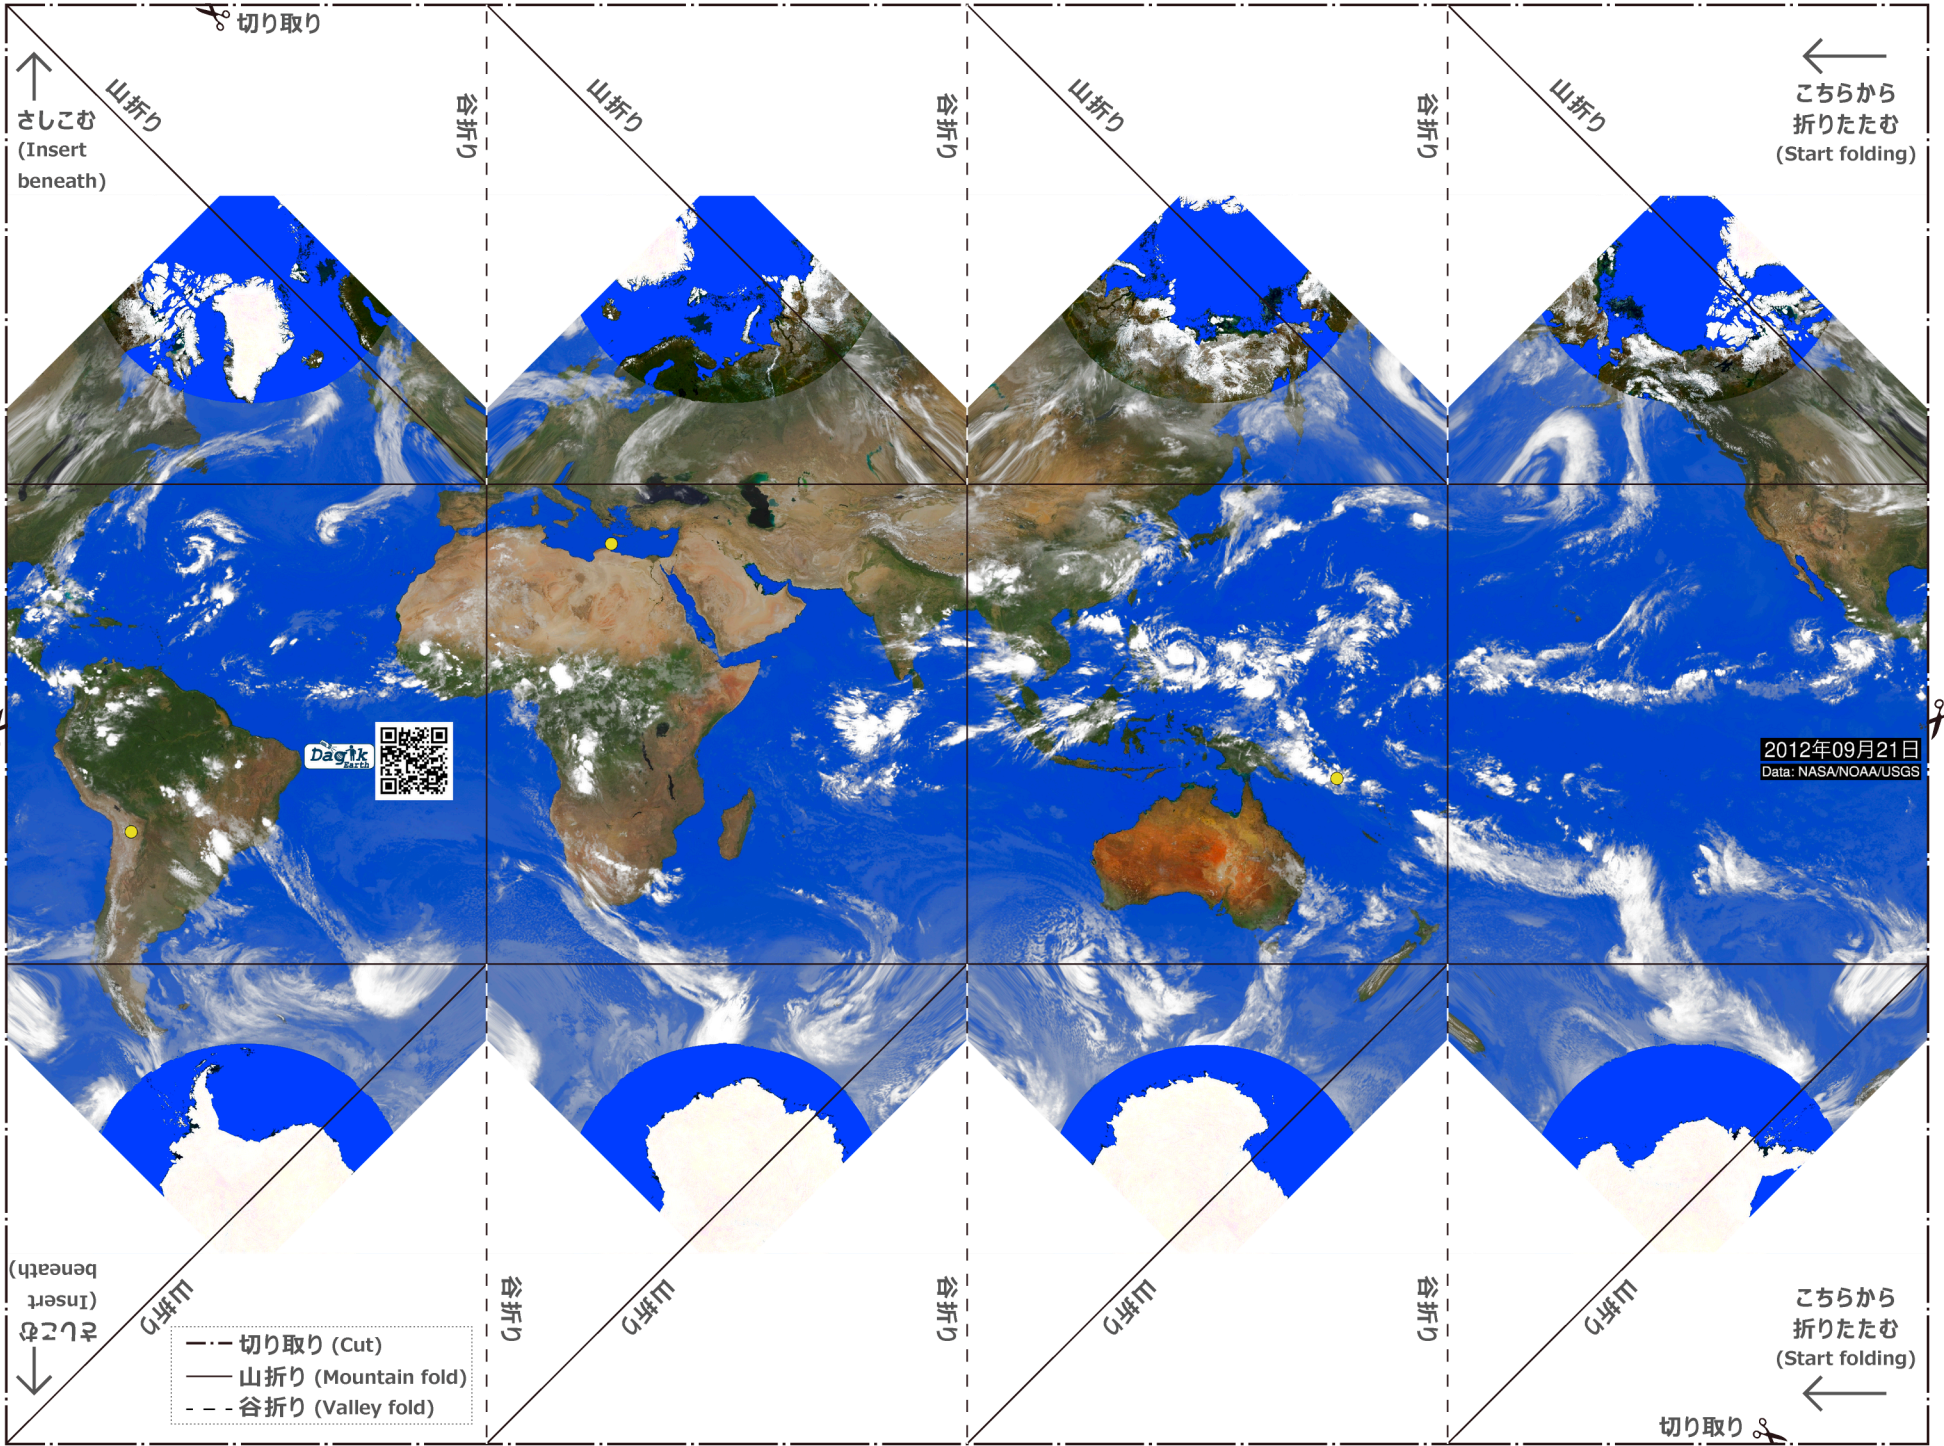 切り取り
山折り
谷折り
山折り
谷折り
山折り
谷折り
山折り
さしこむ
(Insert
beneath)
こちらから
折りたたむ
(Start folding)
Dagik
Earth
2012年09月21日
Data: NASA/NOAA/USGS
さしこむ
(Insert
beneath)
山折り
谷折り
山折り
谷折り
山折り
谷折り
山折り
切り取り (Cut)
山折り (Mountain fold)
谷折り (Valley fold)
こちらから
折りたたむ
(Start folding)
切り取り